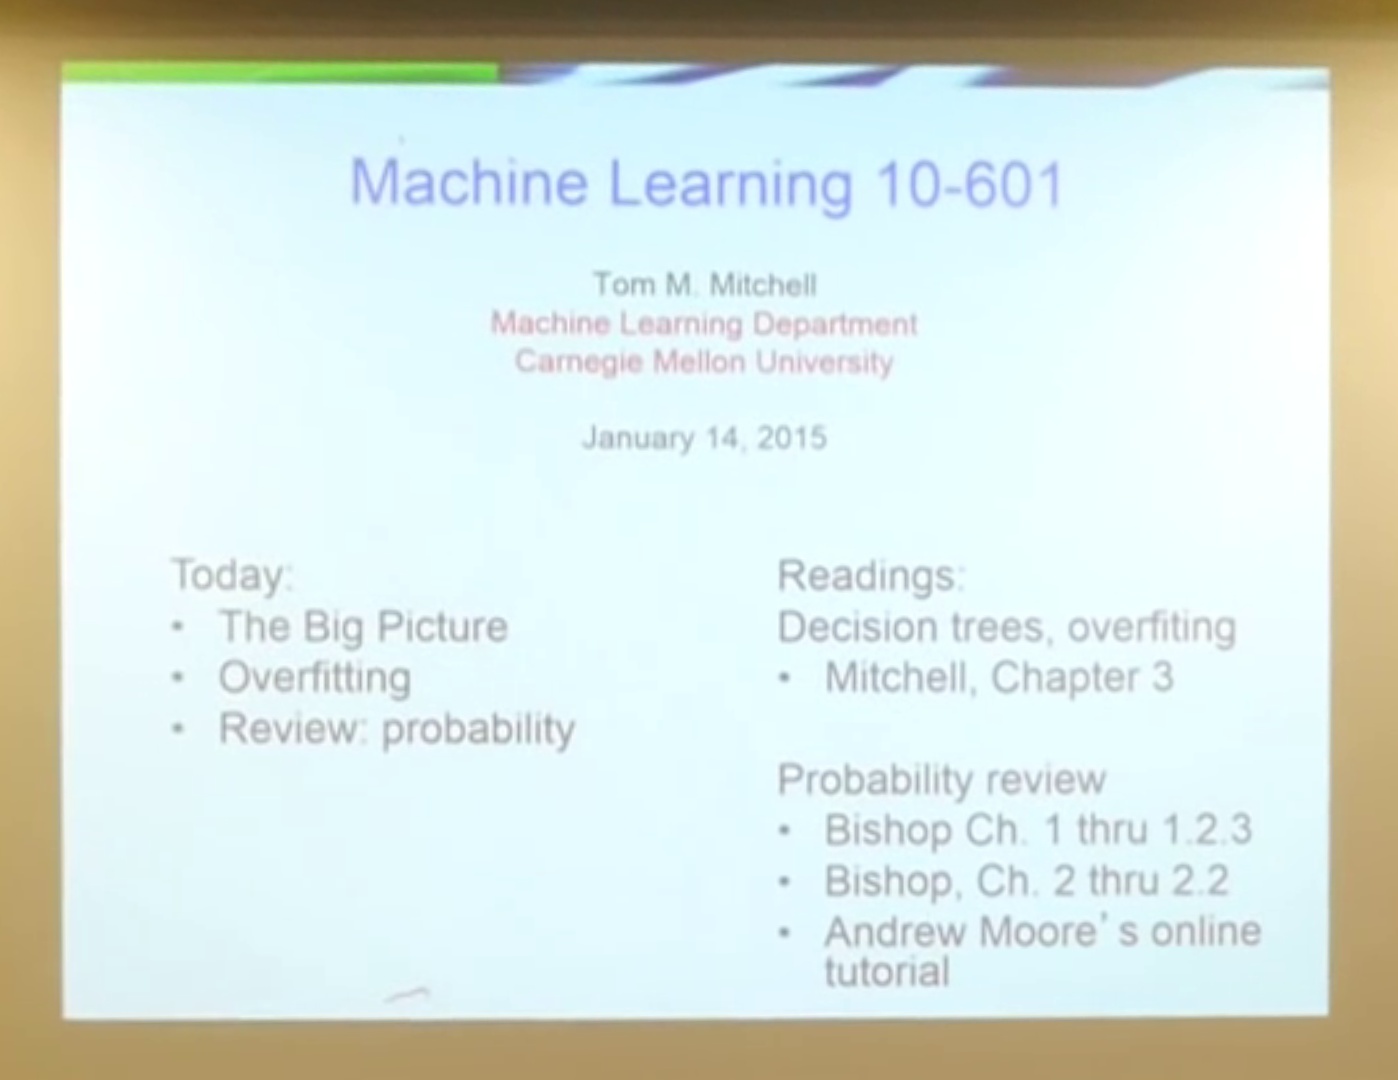 Machine Learning 10-601
Tom M. Mitchell
Machine Learning Department
Carnegie Mellon University
January 14, 2015
Today:
• The Big Picture
• Overfitting
• Review: probability
Readings:
Decision trees, overfiting
• Mitchell, Chapter 3
Probability review
• Bishop Ch. 1 thru 1.2.3
• Bishop, Ch. 2 thru 2.2
• Andrew Moore's online
tutorial